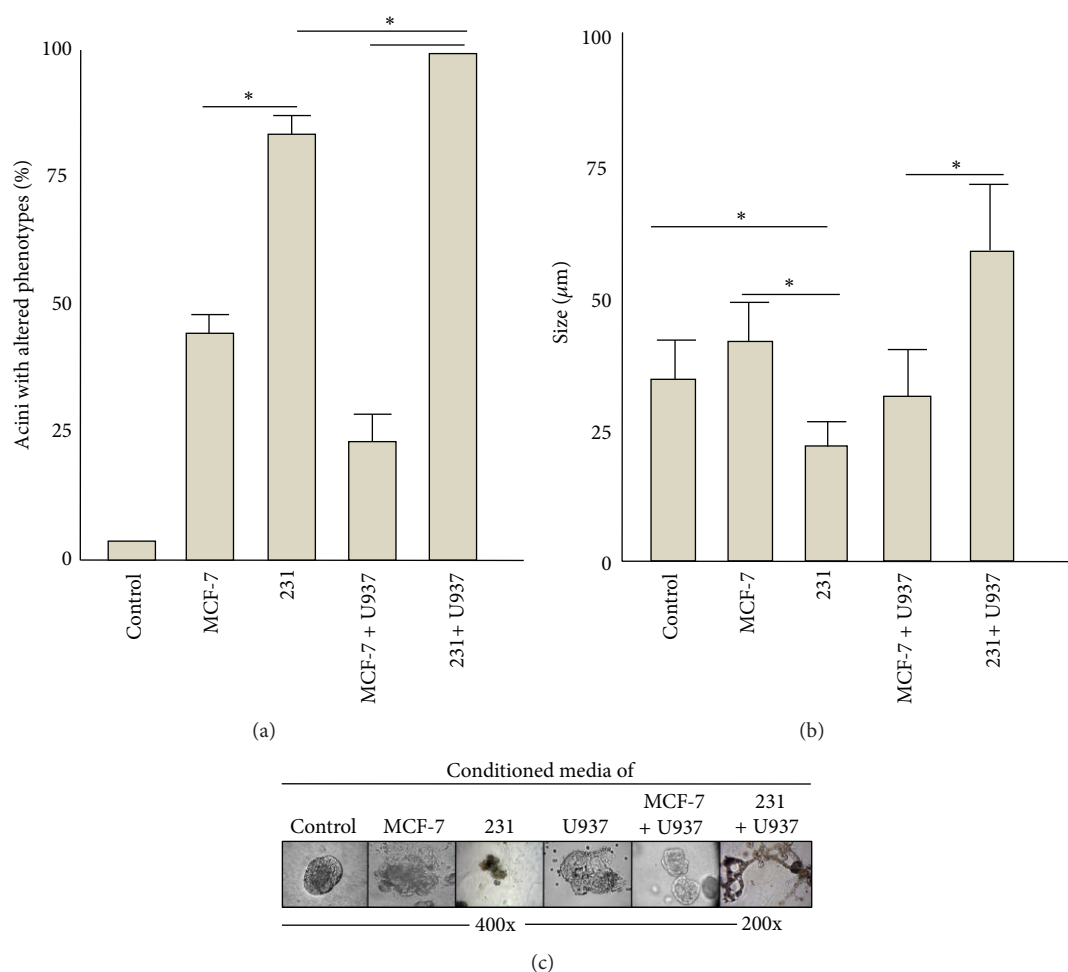 Acini with altered phenotypes (%)
100
75
50
25
0
*
*
Control
MCF-7
231
MCF-7 + U937
231+ U937
(a)
Size (μm)
100
75
50
25
0
*
*
*
Control
MCF-7
231
MCF-7 + U937
231+ U937
(b)
Conditioned media of
Control
MCF-7
231
U937
MCF-7
+ U937
231
+ U937
400x
200x
(c)